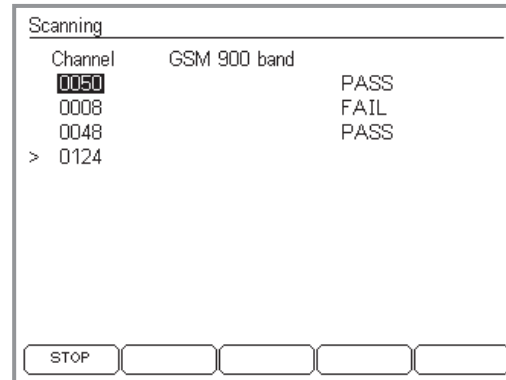 Scanning
Channel GSM 900 band
0050 PASS
0008 FAIL
0048 PASS
> 0124
STOP